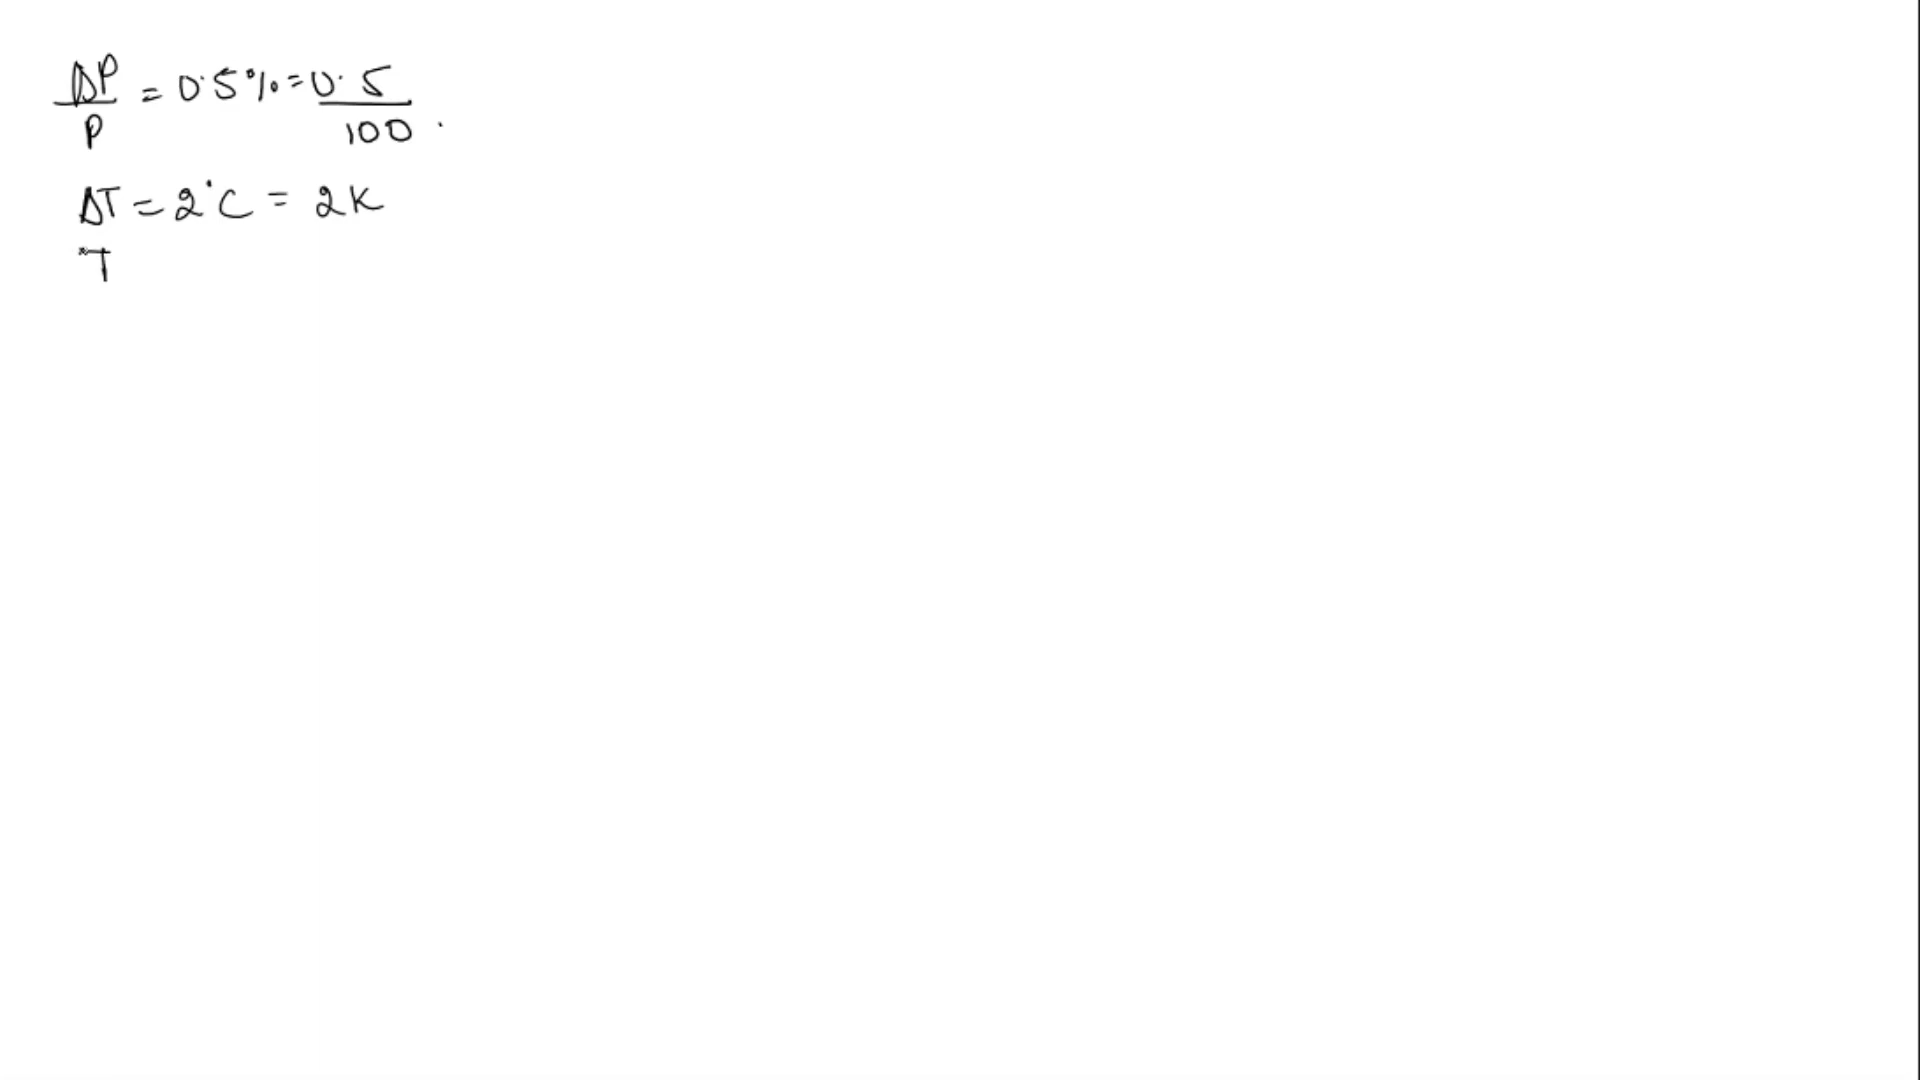 ΔP/P = 0.5% = 0.5/100.
ΔT = 2°C = 2K
T